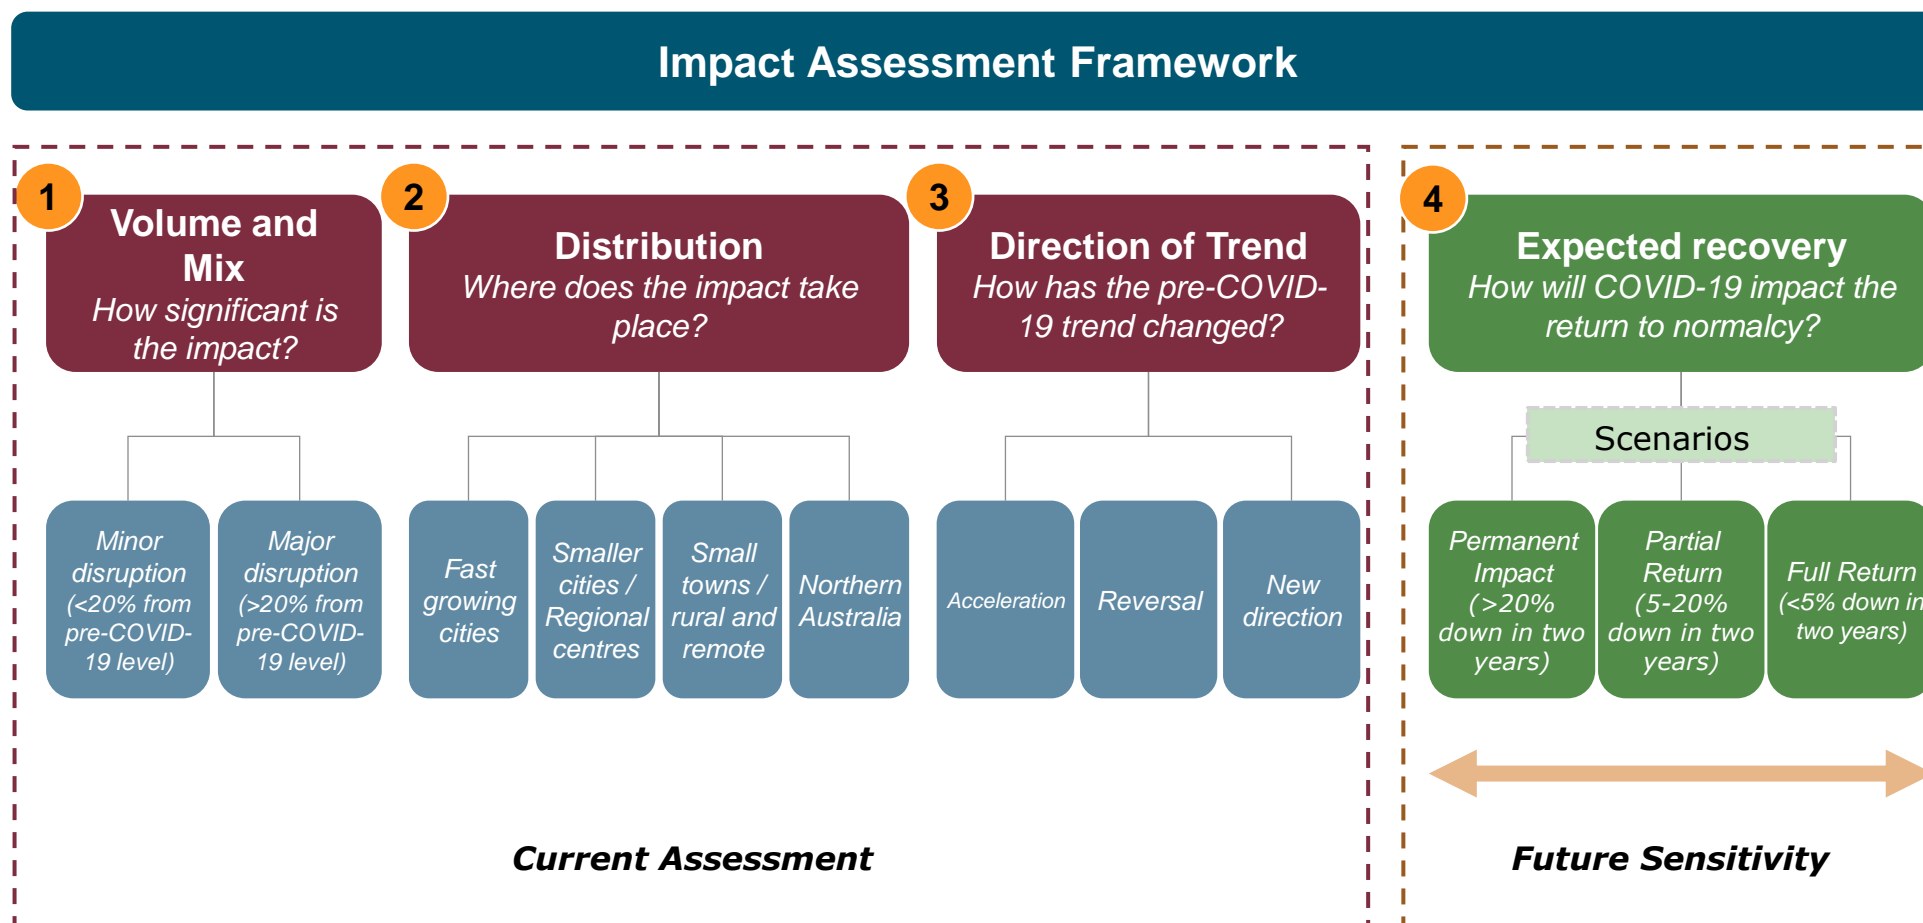 Impact Assessment Framework
1
Volume and
Mix
How significant is
the impact?
2
Distribution
Where does the impact take
place?
3
Direction of Trend
How has the pre-COVID-
19 trend changed?
4
Expected recovery
How will COVID-19 impact the
return to normalcy?
Scenarios
Minor
disruption
(<20% from
pre-COVID-
19 level)
Major
disruption
(>20% from
pre-COVID-
19 level)
Fast
growing
cities
Smaller
cities /
Regional
centres
Small
towns /
rural and
remote
Northern
Australia
Acceleration
Reversal
New
direction
Permanent
Impact
(>20%
down in two
years)
Partial
Return
(5-20%
down in two
years)
Full Return
(<5% down in
two years)
Current Assessment
Future Sensitivity